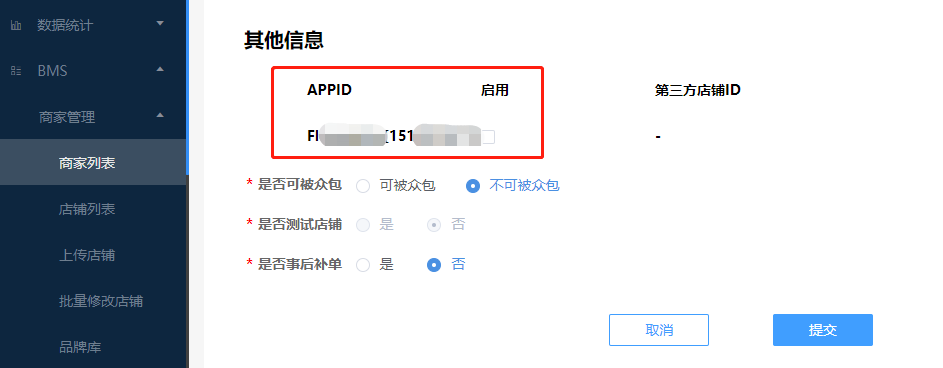 数据统计
BMS
商家管理
商家列表
店铺列表
上传店铺
批量修改店铺
品牌库
其他信息
APPID 启用 第三方店铺ID
[151 -
* 是否可被众包 可被众包 不可被众包
* 是否测试店铺 是 否
* 是否事后补单 是 否
取消 提交